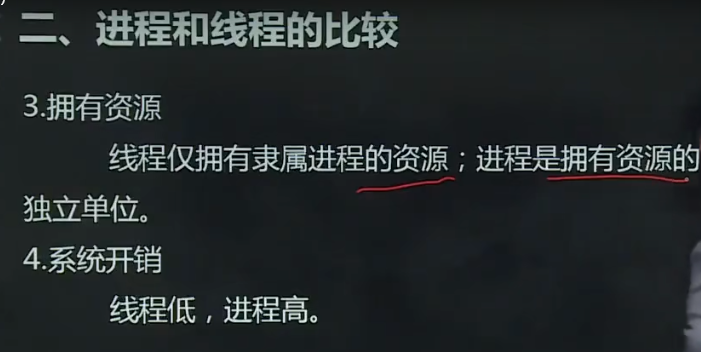 二、进程和线程的比较
3.拥有资源
线程仅拥有隶属进程的资源；进程是拥有资源的
独立单位。
4.系统开销
线程低，进程高。